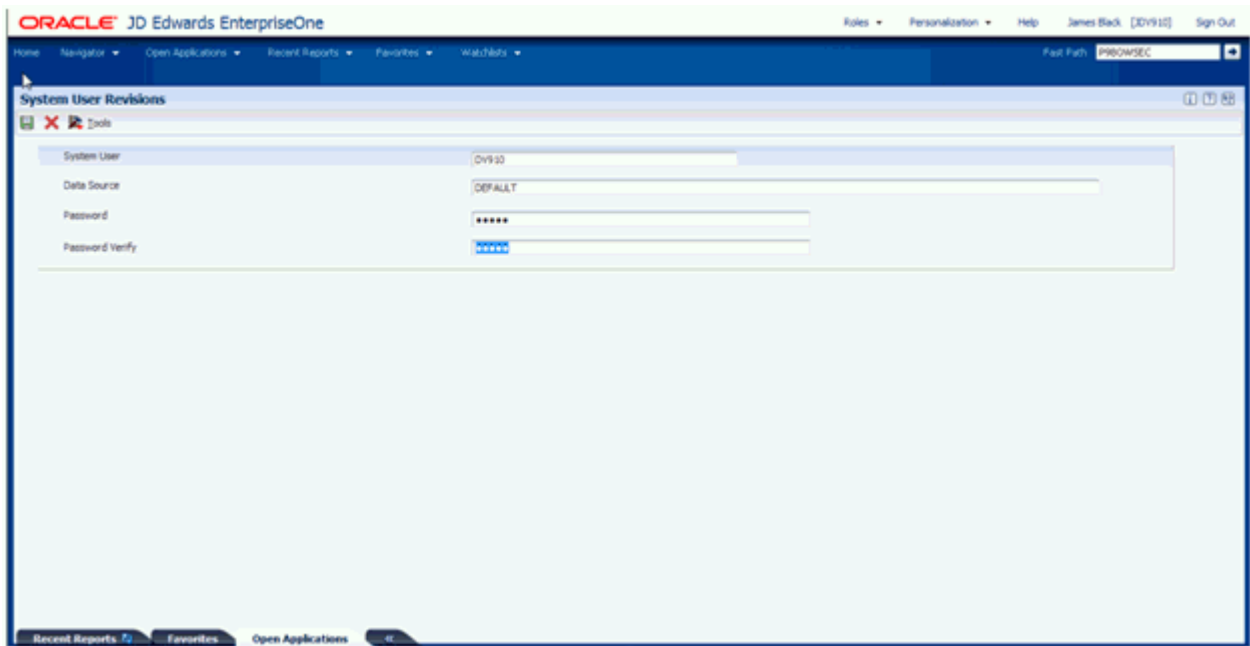 ORACLE® JD Edwards EnterpriseOne
Roles Personalization Help James Black [JDV910] Sign Out
Home Navigator Open Applications Recent Reports Favorites Watchlists
Fast Path P98OWSEC
System User Revisions
Tools
System User DV910
Data Source DEFAULT
Password •••••
Password Verify •••••
Recent Reports Favorites Open Applications «